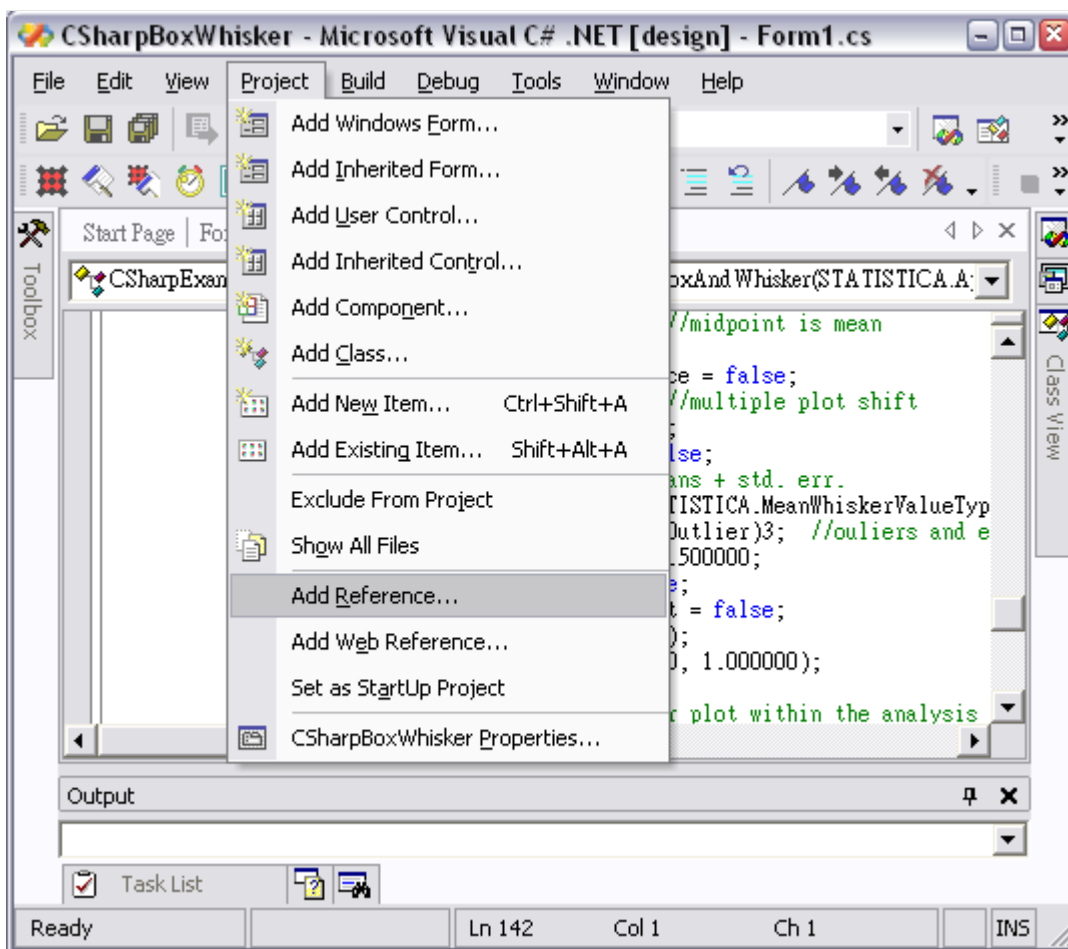 CSharpBoxWhisker - Microsoft Visual C# .NET [design] - Form1.cs
File Edit View Project Build Debug Tools Window Help
Add Windows Form...
Add Inherited Form...
Add User Control...
Add Inherited Control...
Add Component...
Add Class...
Add New Item... Ctrl+Shift+A
Add Existing Item... Shift+Alt+A
Exclude From Project
Show All Files
Add Reference...
Add Web Reference...
Set as StartUp Project
CSharpBoxWhisker Properties...
Toolbox
Start Page
CSharpExam
oxAndWhisker(STATISTICA.A
//midpoint is mean
ce = false;
//multiple plot shift
;
lse;
ans + std. err.
TISTICA.MeanWhiskerValueTyp
Outlier)3; //ouliers and e
.500000;
e;
t = false;
);
0, 1.000000);
r plot within the analysis
Class View
Output
Task List
Ready Ln 142 Col 1 Ch 1 INS